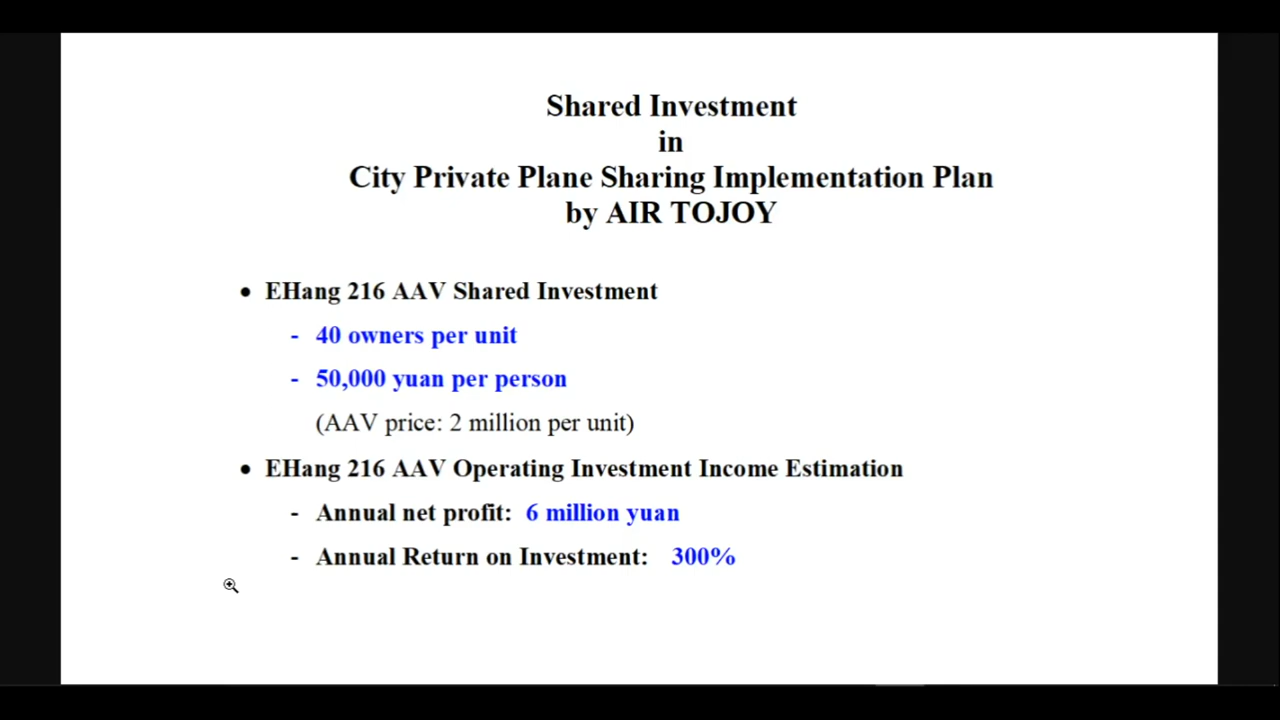 Shared Investment
in
City Private Plane Sharing Implementation Plan
by AIR TOJOY
• EHang 216 AAV Shared Investment
- 40 owners per unit
- 50,000 yuan per person
(AAV price: 2 million per unit)
• EHang 216 AAV Operating Investment Income Estimation
- Annual net profit: 6 million yuan
- Annual Return on Investment: 300%